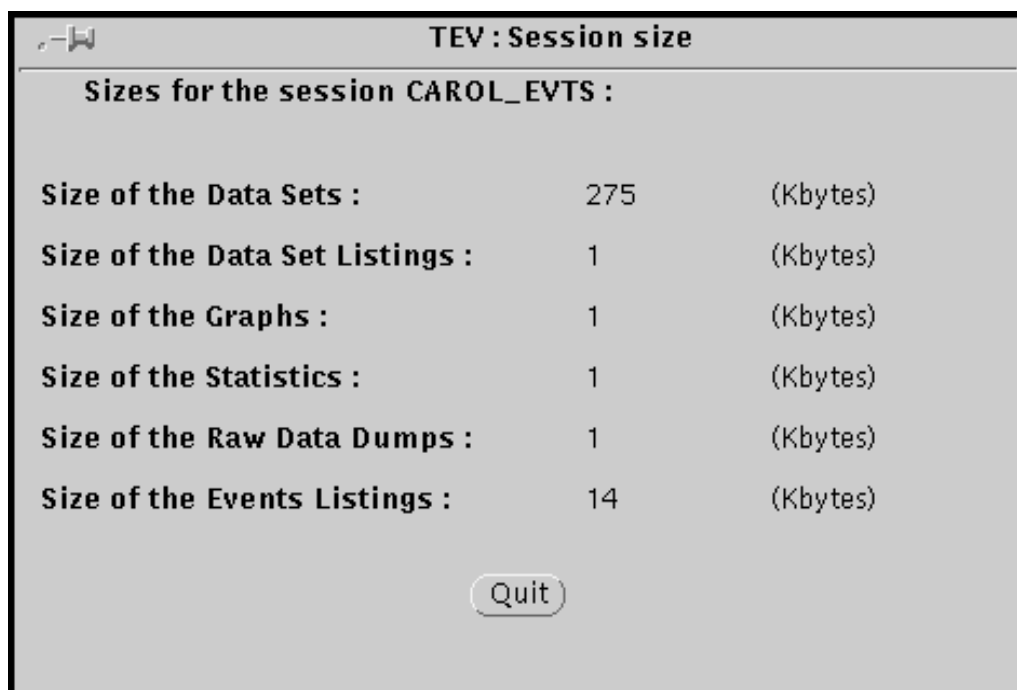 TEV : Session size
Sizes for the session CAROL_EVTS :
Size of the Data Sets : 275 (Kbytes)
Size of the Data Set Listings : 1 (Kbytes)
Size of the Graphs : 1 (Kbytes)
Size of the Statistics : 1 (Kbytes)
Size of the Raw Data Dumps : 1 (Kbytes)
Size of the Events Listings : 14 (Kbytes)
Quit